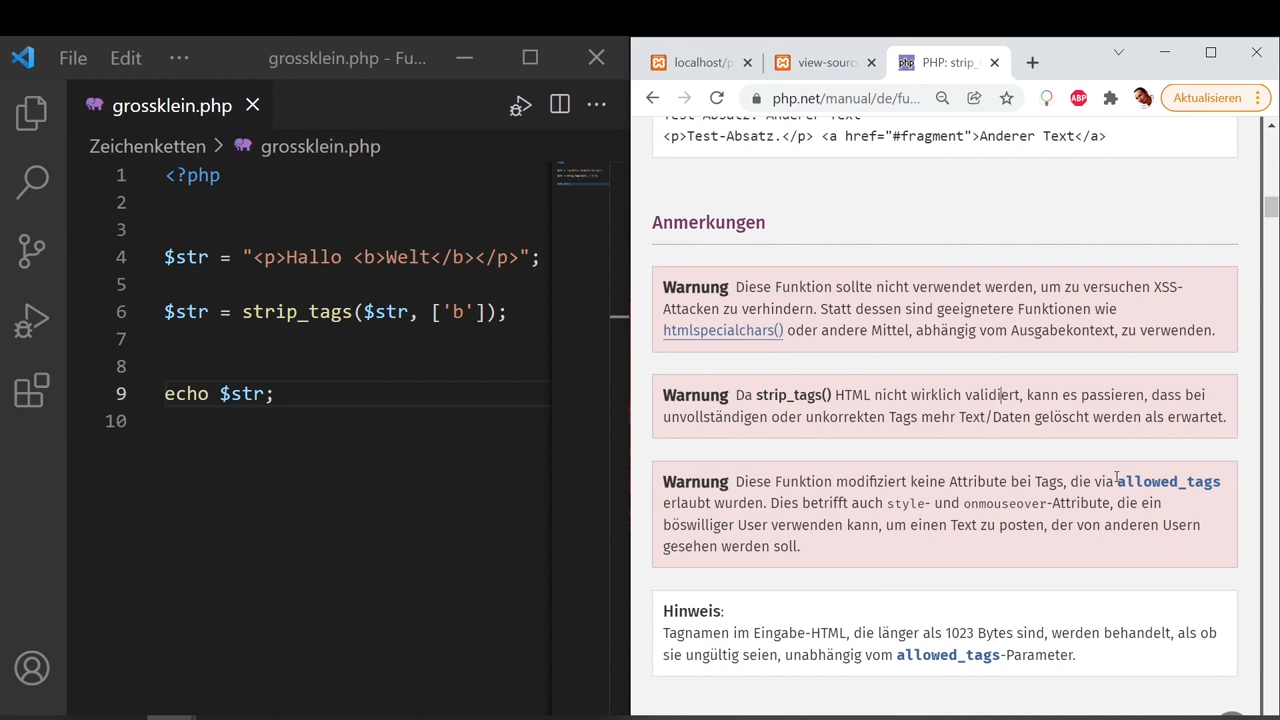 File Edit ··· grossklein.php - Fu...
grossklein.php
Zeichenketten > grossklein.php
1 <?php
2
3
4 $str = "<p>Hallo <b>Welt</b></p>";
5
6 $str = strip_tags($str, ['b']);
7
8
9 echo $str;
10
localhost/p view-source PHP: strip_
php.net/manual/de/fu... ABP Aktualisieren
<p>Test-Absatz.</p> <a href="#fragment">Anderer Text</a>
Anmerkungen
Warnung Diese Funktion sollte nicht verwendet werden, um zu versuchen XSS-
Attacken zu verhindern. Statt dessen sind geeignetere Funktionen wie
htmlspecialchars() oder andere Mittel, abhängig vom Ausgabekontext, zu verwenden.
Warnung Da strip_tags() HTML nicht wirklich validiert, kann es passieren, dass bei
unvollständigen oder unkorrekten Tags mehr Text/Daten gelöscht werden als erwartet.
Warnung Diese Funktion modifiziert keine Attribute bei Tags, die via allowed_tags
erlaubt wurden. Dies betrifft auch style- und onmouseover-Attribute, die ein
böswilliger User verwenden kann, um einen Text zu posten, der von anderen Usern
gesehen werden soll.
Hinweis:
Tagnamen im Eingabe-HTML, die länger als 1023 Bytes sind, werden behandelt, als ob
sie ungültig seien, unabhängig vom allowed_tags-Parameter.